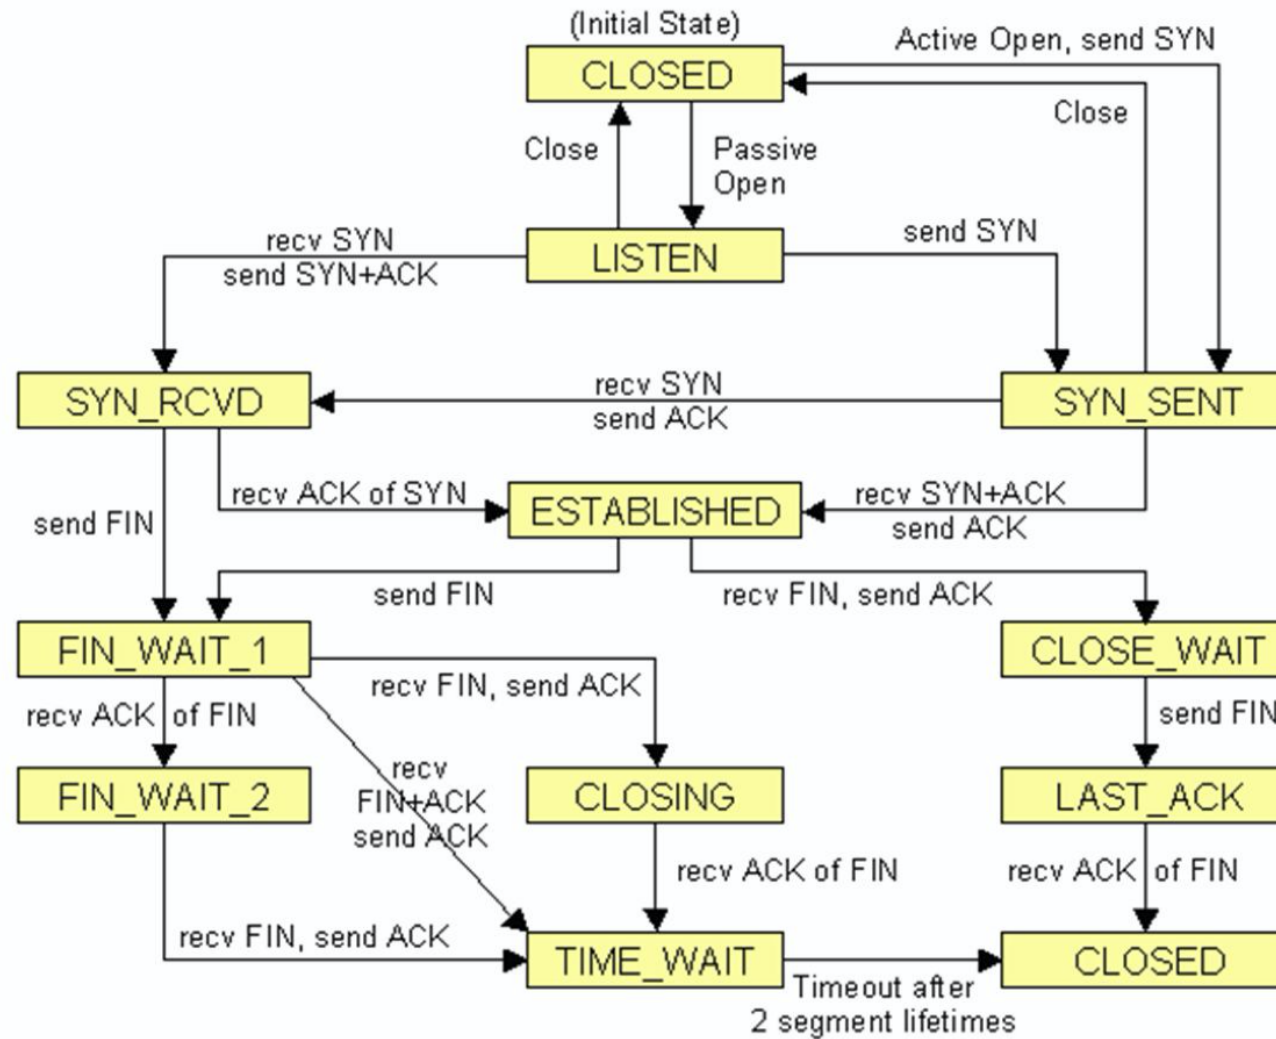 (Initial State)
CLOSED
Active Open, send SYN
Close
Close
Passive
Open
LISTEN
recv SYN
send SYN+ACK
send SYN
SYN_RCVD
recv SYN
send ACK
SYN_SENT
recv ACK of SYN
ESTABLISHED
recv SYN+ACK
send ACK
send FIN
send FIN
recv FIN, send ACK
FIN_WAIT_1
CLOSE_WAIT
recv FIN, send ACK
recv ACK of FIN
send FIN
FIN_WAIT_2
recv
FIN+ACK
send ACK
CLOSING
LAST_ACK
recv ACK of FIN
recv ACK of FIN
recv FIN, send ACK
TIME_WAIT
CLOSED
Timeout after
2 segment lifetimes